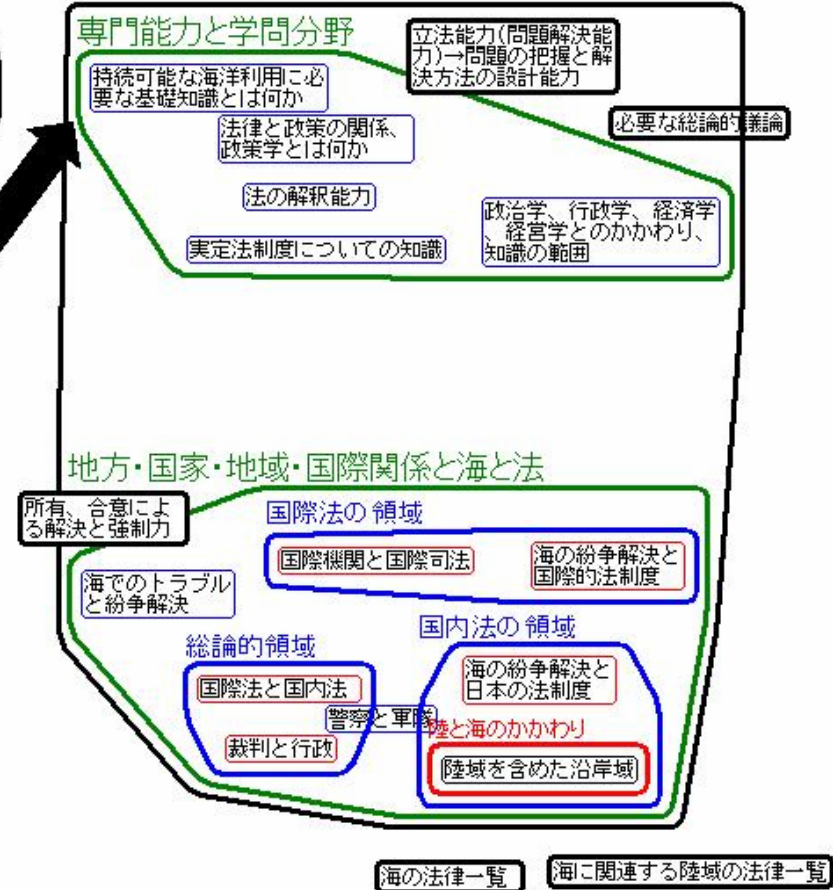 専門能力と学問分野
立法能力(問題解決能
力)→問題の把握と解
決方法の設計能力
持続可能な海洋利用に必
要な基礎知識とは何か
必要な総論的議論
法律と政策の関係、
政策学とは何か
法の解釈能力
政治学、行政学、経済学
、経営学とのかかわり、
知識の範囲
実定法制度についての知識
地方・国家・地域・国際関係と海と法
所有、合意によ
る解決と強制力
国際法の領域
国際機関と国際司法
海の紛争解決と
国際的法制度
海でのトラブル
と紛争解決
国内法の領域
総論的領域
海の紛争解決と
日本の法制度
国際法と国内法
警察と軍隊
陸と海のかかわり
裁判と行政
陸域を含めた沿岸域
海の法律一覧
海に関連する陸域の法律一覧